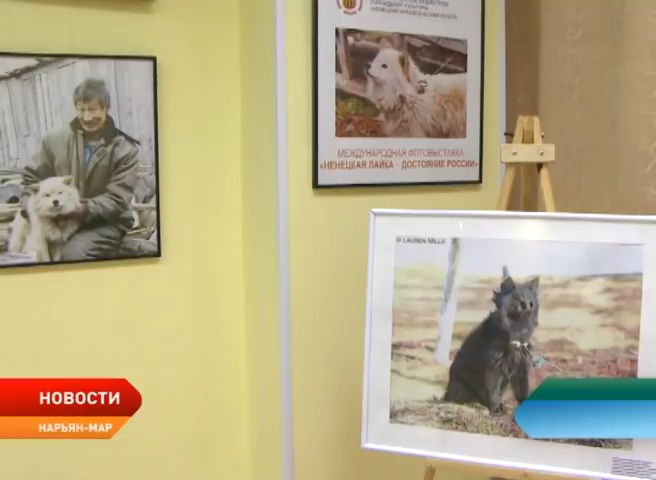 МЕЖДУНАРОДНАЯ ФОТОВЫСТАВКА
«НЕНЕЦКАЯ ЛАЙКА - ДОСТОЯНИЕ РОССИИ»
© LAUREN MILLS
НОВОСТИ
НАРЬЯН-МАР